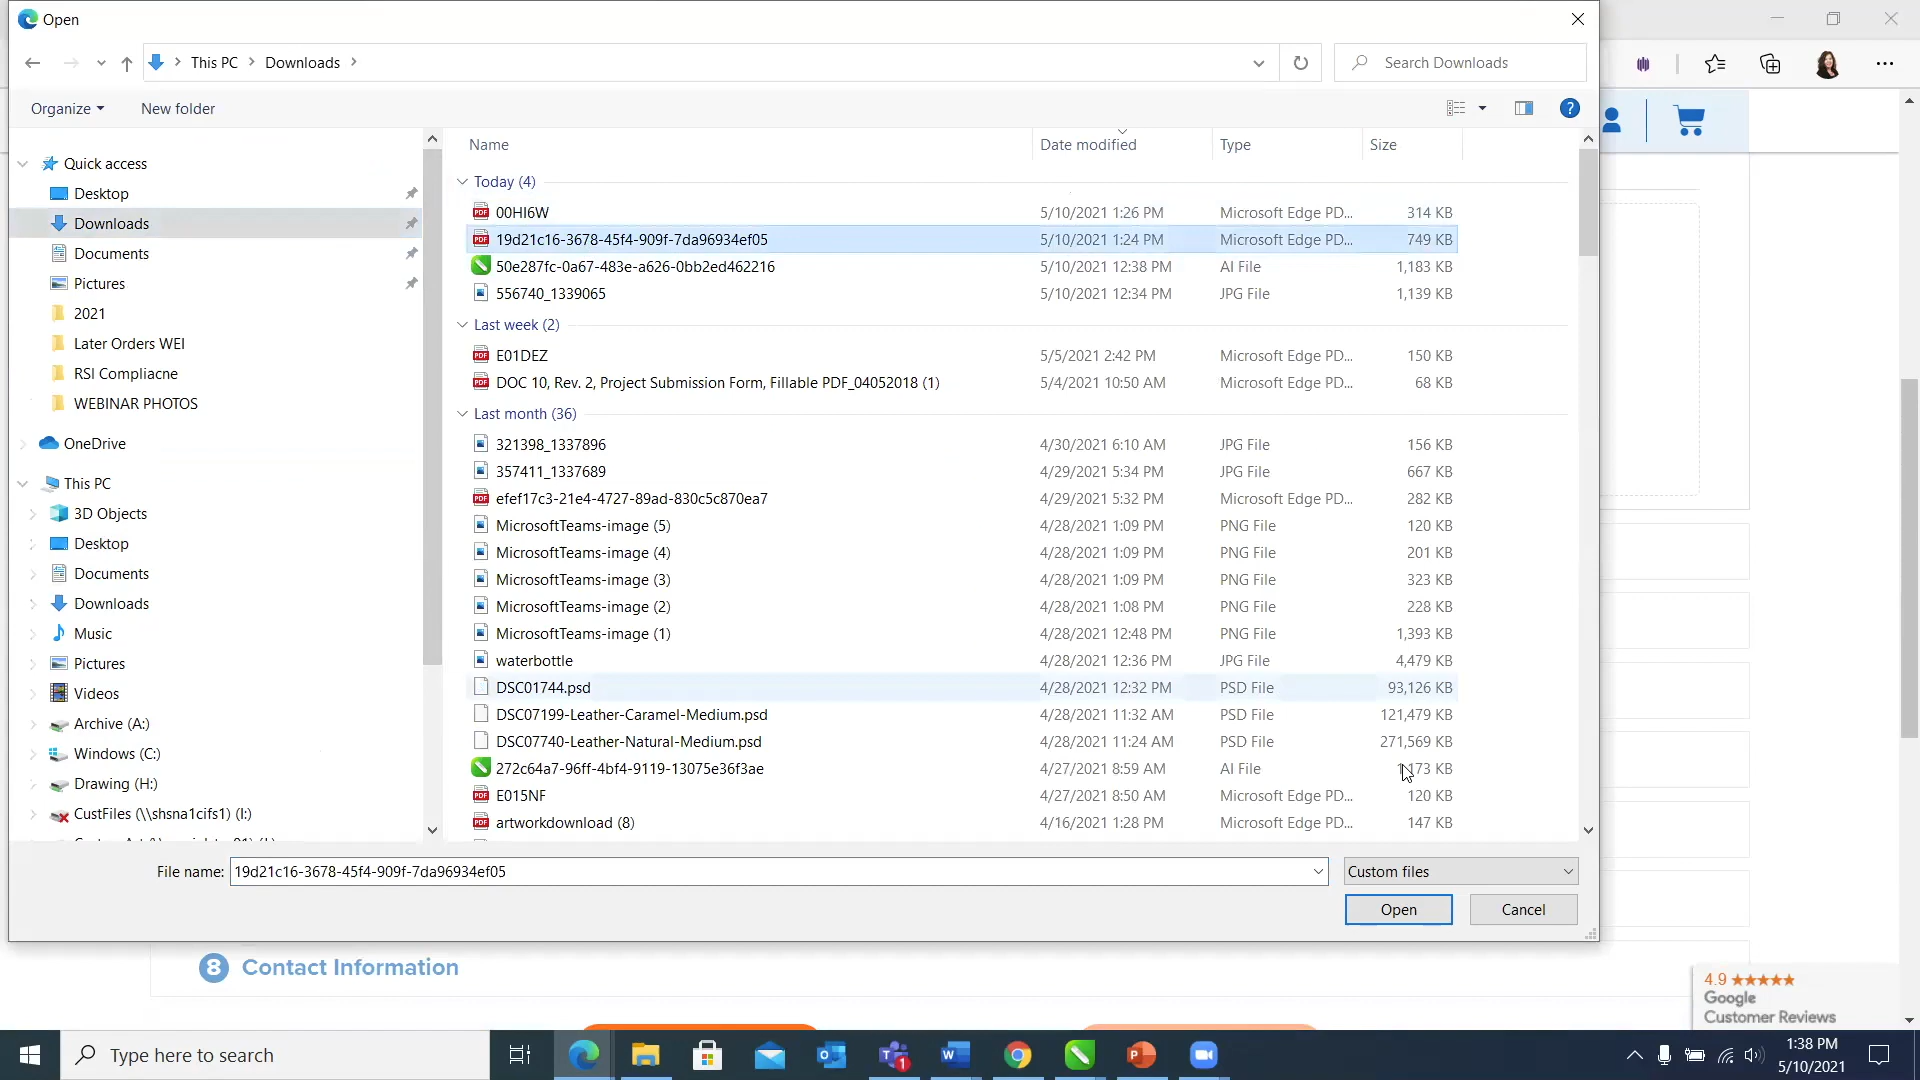 Open
This PC
Downloads
Search Downloads
Organize
New folder
Quick access
Desktop
Downloads
Documents
Pictures
2021
Later Orders WEI
RSI Compliacne
WEBINAR PHOTOS
OneDrive
This PC
3D Objects
Desktop
Documents
Downloads
Music
Pictures
Videos
Archive (A:)
Windows (C:)
Drawing (H:)
CustFiles (\\shsna1cifs1) (I:)
Name Date modified Type Size
Today (4)
00HI6W 5/10/2021 1:26 PM Microsoft Edge PD... 314 KB
19d21c16-3678-45f4-909f-7da96934ef05 5/10/2021 1:24 PM Microsoft Edge PD... 749 KB
50e287fc-0a67-483e-a626-0bb2ed462216 5/10/2021 12:38 PM AI File 1,183 KB
556740_1339065 5/10/2021 12:34 PM JPG File 1,139 KB
Last week (2)
E01DEZ 5/5/2021 2:42 PM Microsoft Edge PD... 150 KB
DOC 10, Rev. 2, Project Submission Form, Fillable PDF_04052018 (1) 5/4/2021 10:50 AM Microsoft Edge PD... 68 KB
Last month (36)
321398_1337896 4/30/2021 6:10 AM JPG File 156 KB
357411_1337689 4/29/2021 5:34 PM JPG File 667 KB
efef17c3-21e4-4727-89ad-830c5c870ea7 4/29/2021 5:32 PM Microsoft Edge PD... 282 KB
MicrosoftTeams-image (5) 4/28/2021 1:09 PM PNG File 120 KB
MicrosoftTeams-image (4) 4/28/2021 1:09 PM PNG File 201 KB
MicrosoftTeams-image (3) 4/28/2021 1:09 PM PNG File 323 KB
MicrosoftTeams-image (2) 4/28/2021 1:08 PM PNG File 228 KB
MicrosoftTeams-image (1) 4/28/2021 12:48 PM PNG File 1,393 KB
waterbottle 4/28/2021 12:36 PM JPG File 4,479 KB
DSC01744.psd 4/28/2021 12:32 PM PSD File 93,126 KB
DSC07199-Leather-Caramel-Medium.psd 4/28/2021 11:32 AM PSD File 121,479 KB
DSC07740-Leather-Natural-Medium.psd 4/28/2021 11:24 AM PSD File 271,569 KB
272c64a7-96ff-4bf4-9119-13075e36f3ae 4/27/2021 8:59 AM AI File KB
E015NF 4/27/2021 8:50 AM Microsoft Edge PD... 120 KB
artworkdownload (8) 4/16/2021 1:28 PM Microsoft Edge PD... 147 KB
File name: 19d21c16-3678-45f4-909f-7da96934ef05 Custom files
Open Cancel
8 Contact Information
4.9
Google
Customer Reviews
Type here to search
1
1:38 PM
5/10/2021